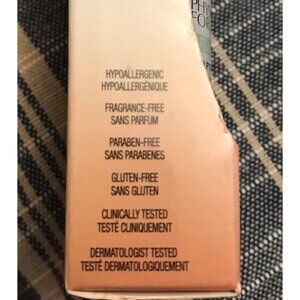 HYPOALLERGENIC
HYPOALLERGÉNIQUE
FRAGRANCE-FREE
SANS PARFUM
PARABEN-FREE
SANS PARABENES
GLUTEN-FREE
SANS GLUTEN
CLINICALLY TESTED
TESTÉ CLINIQUEMENT
DERMATOLOGIST TESTED
TESTÉ DERMATOLOGIQUEMENT